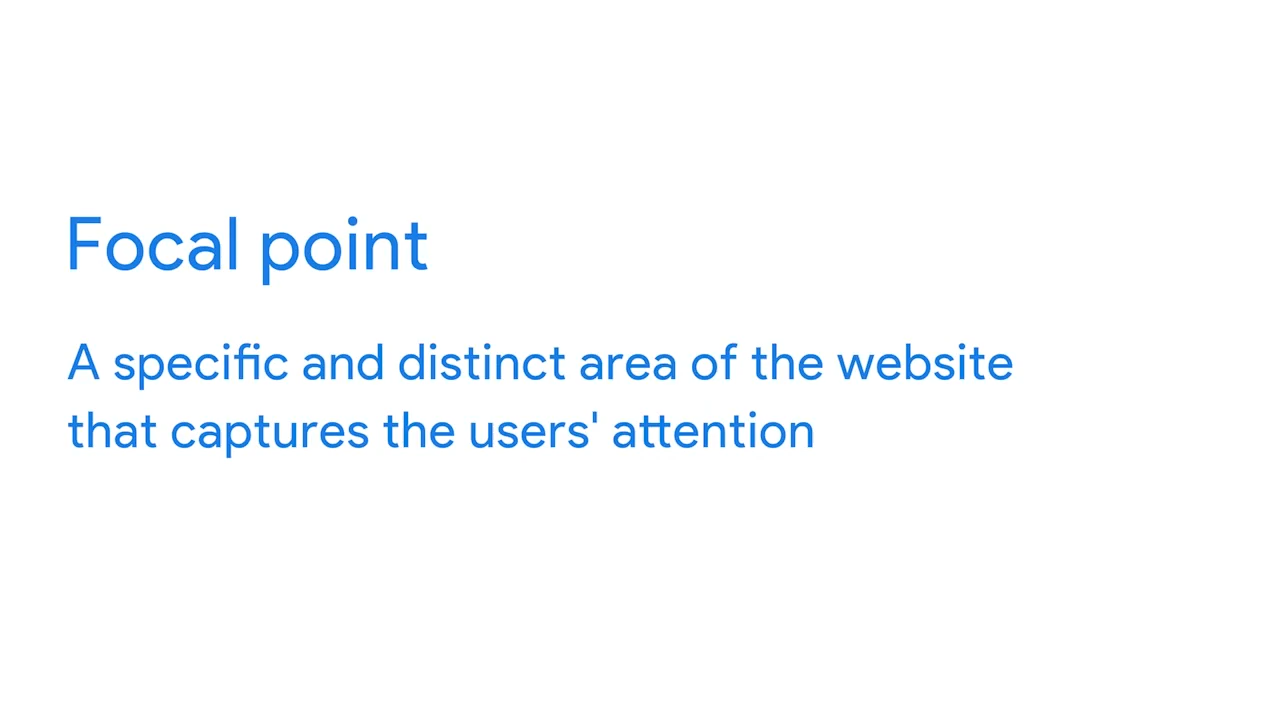 Focal point
A specific and distinct area of the website
that captures the users' attention